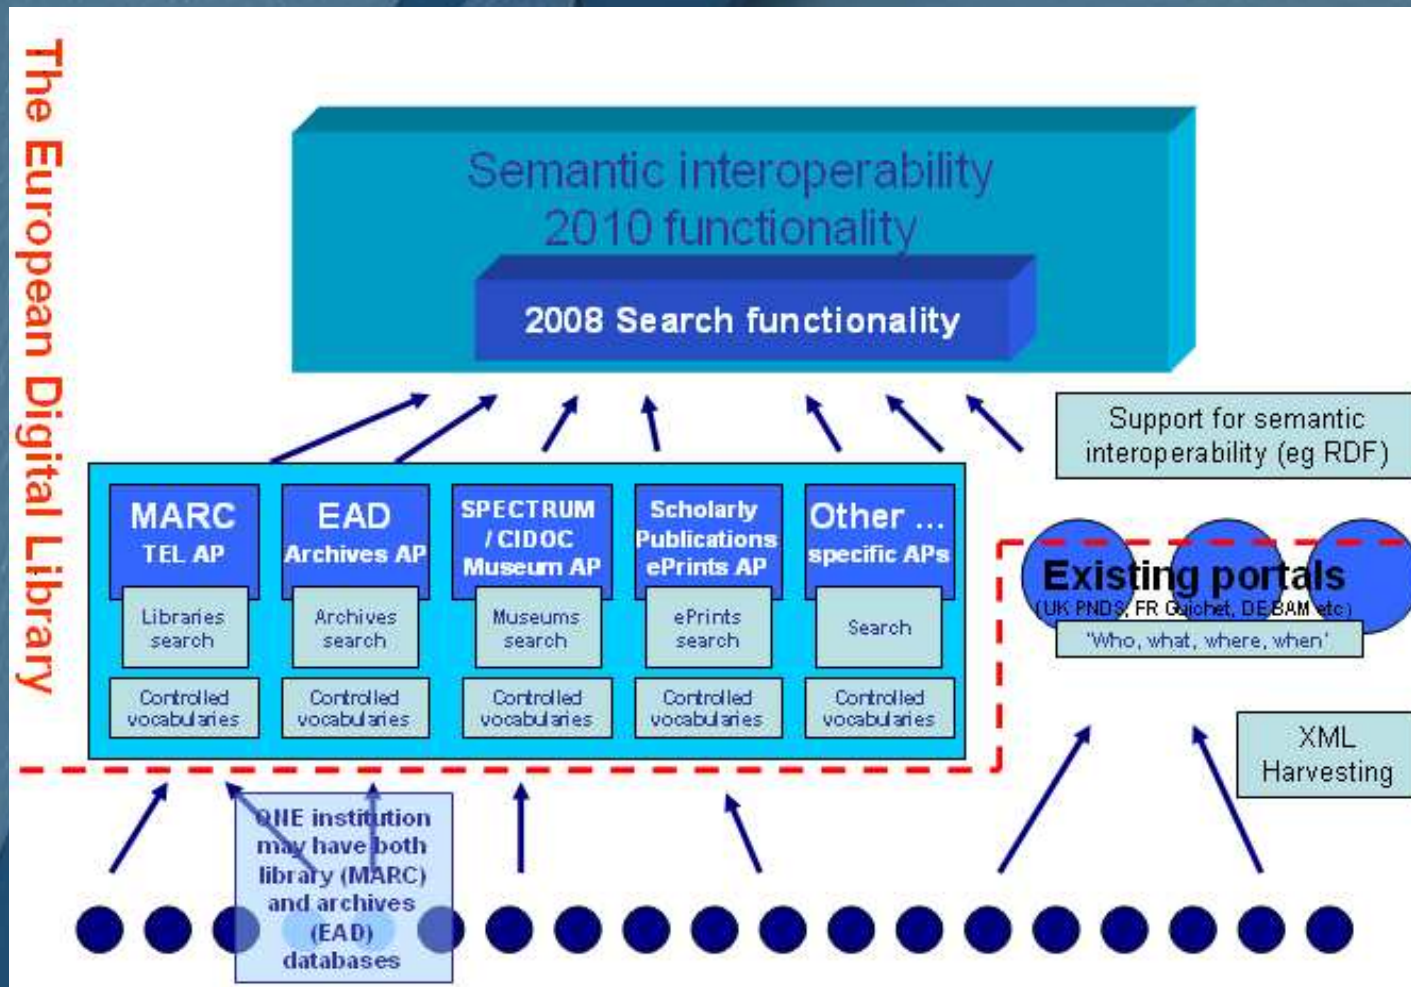 The European Digital Library
Semantic interoperability
2010 functionality
2008 Search functionality
Support for semantic
interoperability (eg RDF)
MARC
TEL AP
Libraries
search
Controlled
vocabularies
EAD
Archives AP
Archives
search
Controlled
vocabularies
SPECTRUM
/ CIDOC
Museum AP
Museums
search
Controlled
vocabularies
Scholarly
Publications
ePrints AP
ePrints
search
Controlled
vocabularies
Other ...
specific APs
Search
Controlled
vocabularies
Existing portals
(UK PNDS, FR Guichet, DE BAM etc)
'Who, what, where, when'
XML
Harvesting
ONE institution
may have both
library (MARC)
and archives
(EAD)
databases